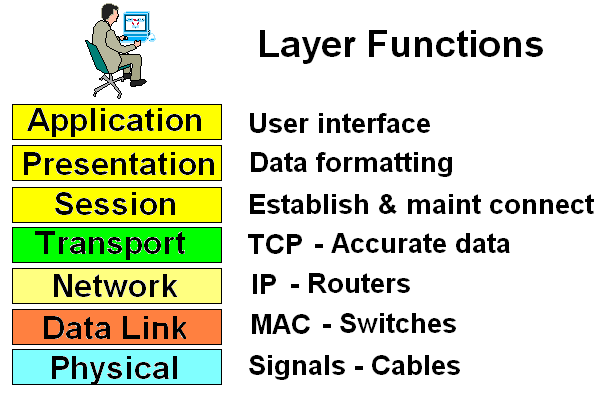 Layer Functions
Application User interface
Presentation Data formatting
Session Establish & maint connect
Transport TCP - Accurate data
Network IP - Routers
Data Link MAC - Switches
Physical Signals - Cables